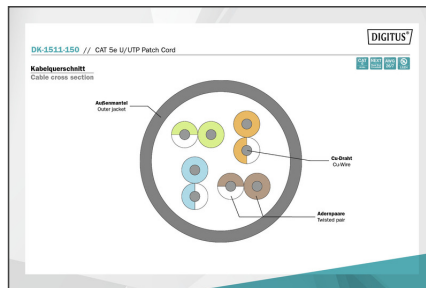 DIGITUS®
DK-1511-150 // CAT 5e U/UTP Patch Cord
Kabelquerschnitt
Cable cross section
Außenmantel
Outer jacket
Cu-Draht
Cu-Wire
Aderpaare
Twisted pair